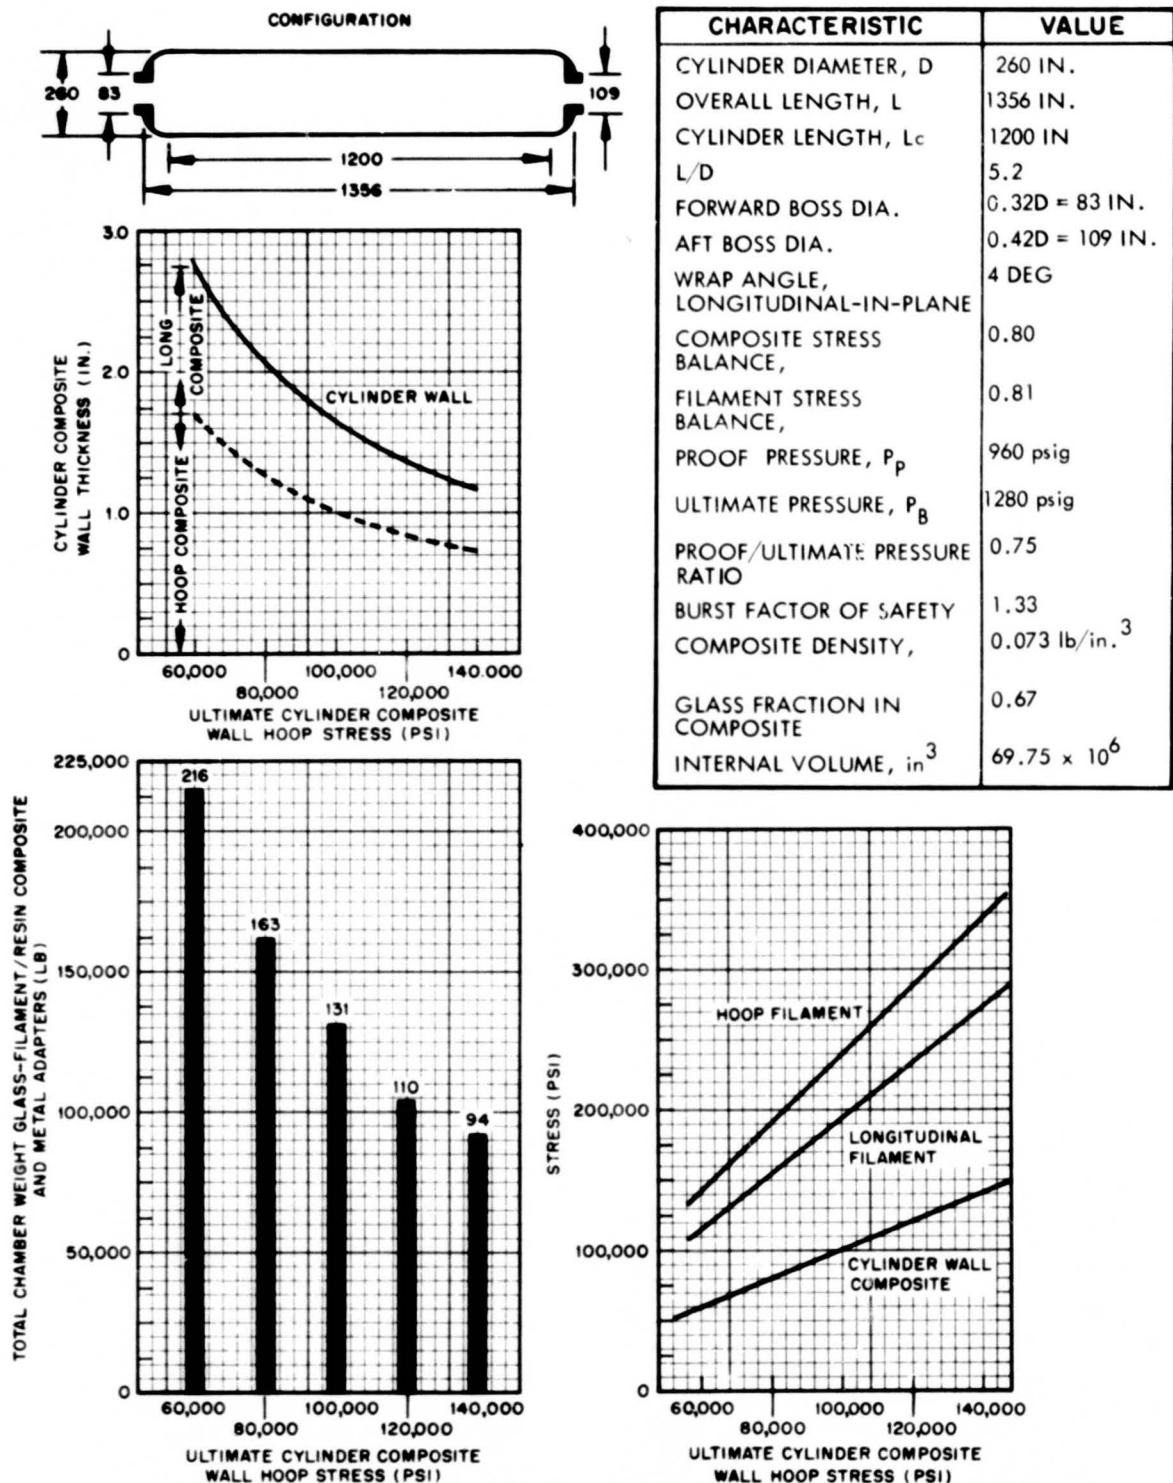 CONFIGURATION
260
83
109
1200
1356
CHARACTERISTIC VALUE
CYLINDER DIAMETER, D 260 IN.
OVERALL LENGTH, L 1356 IN.
CYLINDER LENGTH, Lc 1200 IN
L/D 5.2
FORWARD BOSS DIA. 0.32D = 83 IN.
AFT BOSS DIA. 0.42D = 109 IN.
WRAP ANGLE, 4 DEG
LONGITUDINAL-IN-PLANE
COMPOSITE STRESS 0.80
BALANCE,
FILAMENT STRESS 0.81
BALANCE,
PROOF PRESSURE, Pp 960 psig
ULTIMATE PRESSURE, PB 1280 psig
PROOF/ULTIMATE PRESSURE 0.75
RATIO
BURST FACTOR OF SAFETY 1.33
COMPOSITE DENSITY, 0.073 lb/in.3
GLASS FRACTION IN 0.67
COMPOSITE
INTERNAL VOLUME, in3 69.75 x 106
CYLINDER COMPOSITE
WALL THICKNESS (IN.)
3.0
2.0
1.0
0
LONG
COMPOSITE
HOOP COMPOSITE
CYLINDER WALL
60,000 100,000 140.000
80,000 120,000
ULTIMATE CYLINDER COMPOSITE
WALL HOOP STRESS (PSI)
TOTAL CHAMBER WEIGHT GLASS-FILAMENT/RESIN COMPOSITE
AND METAL ADAPTERS (LB)
225,000
200,000
150,000
100,000
50,000
0
216
163
131
110
94
60,000 100,000 140,000
80,000 120,000
ULTIMATE CYLINDER COMPOSITE
WALL HOOP STRESS (PSI)
STRESS (PSI)
400,000
300,000
200,000
100,000
0
HOOP FILAMENT
LONGITUDINAL
FILAMENT
CYLINDER WALL
COMPOSITE
60,000 100,000 140,000
80,000 120,000
ULTIMATE CYLINDER COMPOSITE
WALL HOOP STRESS (PSI)